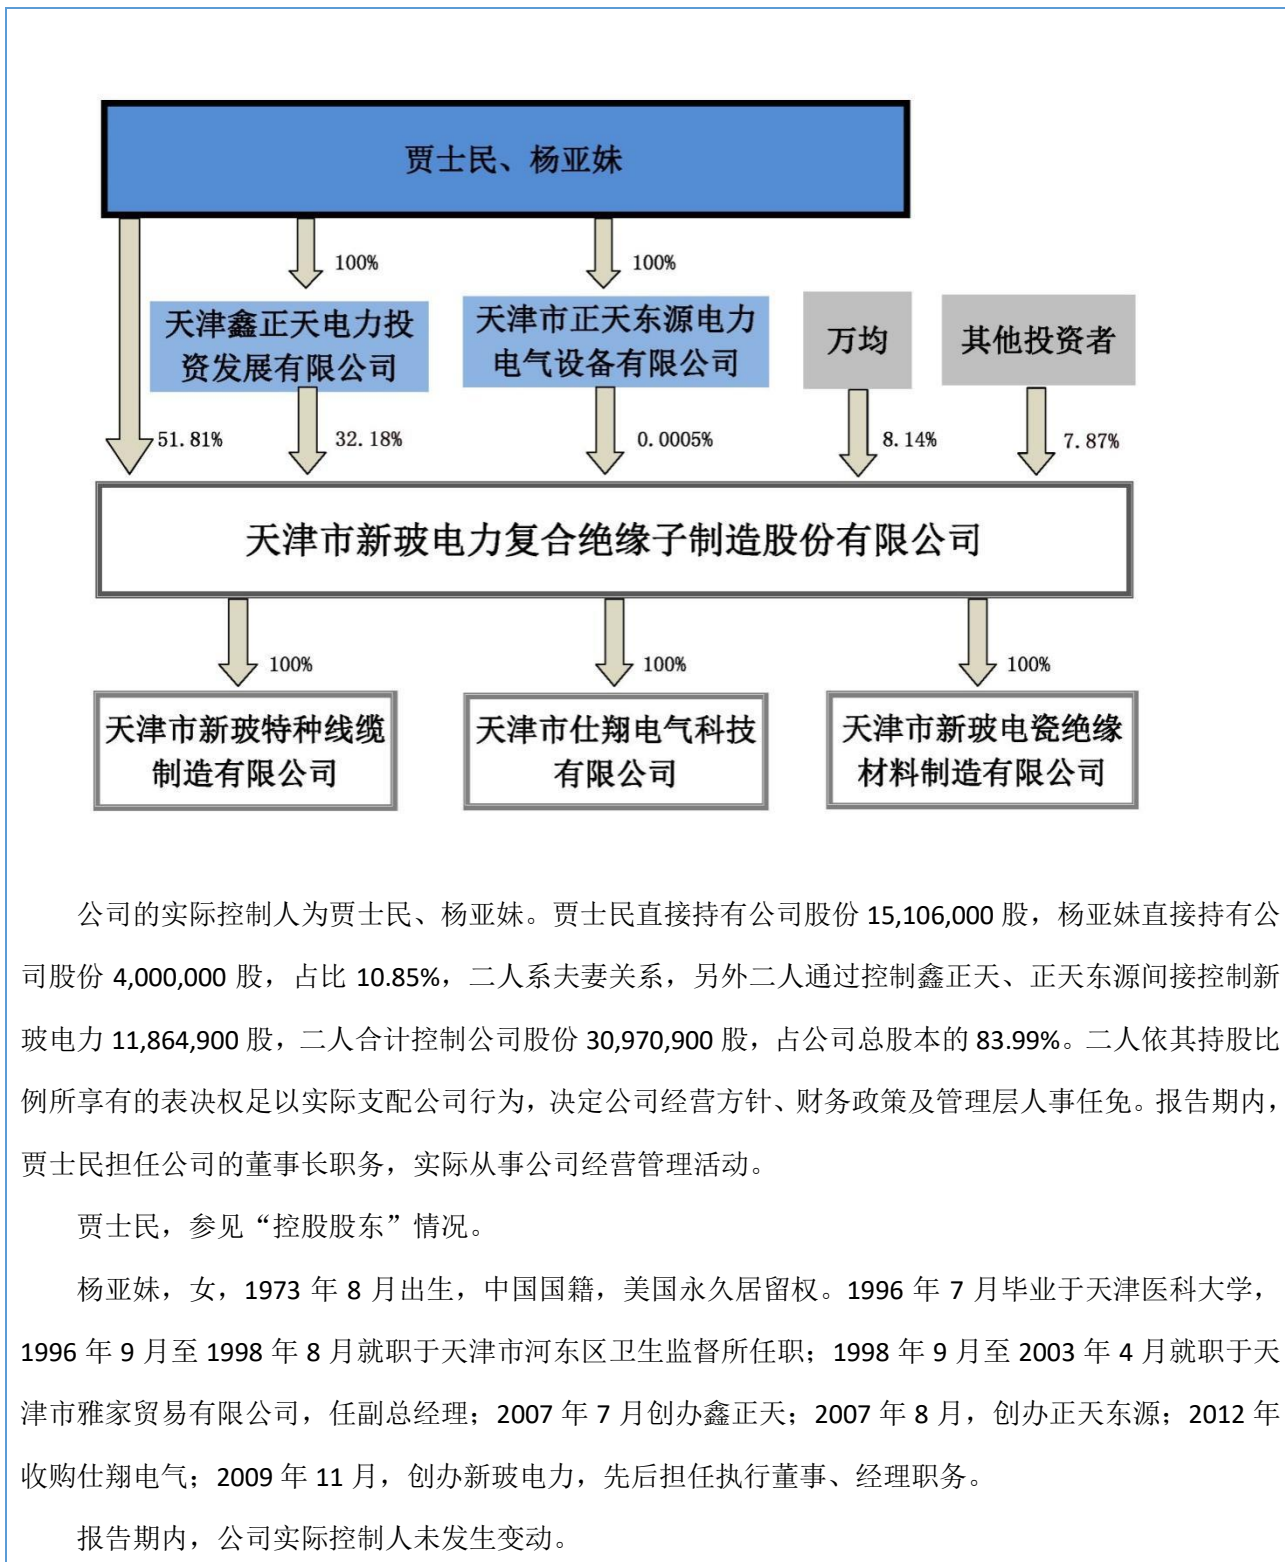 贾士民、杨亚妹
100%
100%
天津鑫正天电力投
资发展有限公司
天津市正天东源电力
电气设备有限公司
万均
其他投资者
51.81%
32.18%
0.0005%
8.14%
7.87%
天津市新玻电力复合绝缘子制造股份有限公司
100%
100%
100%
天津市新玻特种线缆
制造有限公司
天津市仕翔电气科技
有限公司
天津市新玻电瓷绝缘
材料制造有限公司
公司的实际控制人为贾士民、杨亚妹。贾士民直接持有公司股份 15,106,000 股，杨亚妹直接持有公
司股份 4,000,000 股，占比 10.85%，二人系夫妻关系，另外二人通过控制鑫正天、正天东源间接控制新
玻电力 11,864,900 股，二人合计控制公司股份 30,970,900 股，占公司总股本的 83.99%。二人依其持股比
例所享有的表决权足以实际支配公司行为，决定公司经营方针、财务政策及管理层人事任免。报告期内，
贾士民担任公司的董事长职务，实际从事公司经营管理活动。
贾士民，参见“控股股东”情况。
杨亚妹，女，1973 年 8 月出生，中国国籍，美国永久居留权。1996 年 7 月毕业于天津医科大学，
1996 年 9 月至 1998 年 8 月就职于天津市河东区卫生监督所任职；1998 年 9 月至 2003 年 4 月就职于天
津市雅家贸易有限公司，任副总经理；2007 年 7 月创办鑫正天；2007 年 8 月，创办正天东源；2012 年
收购仕翔电气；2009 年 11 月，创办新玻电力，先后担任执行董事、经理职务。
报告期内，公司实际控制人未发生变动。